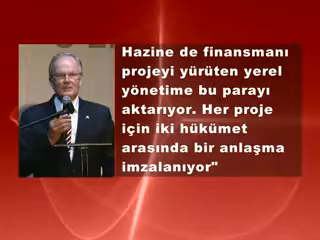 Hazine de finansmanı
projeyi yürüten yerel
yönetime bu parayı
aktarıyor. Her proje
için iki hükümet
arasında bir anlaşma
imzalanıyor"